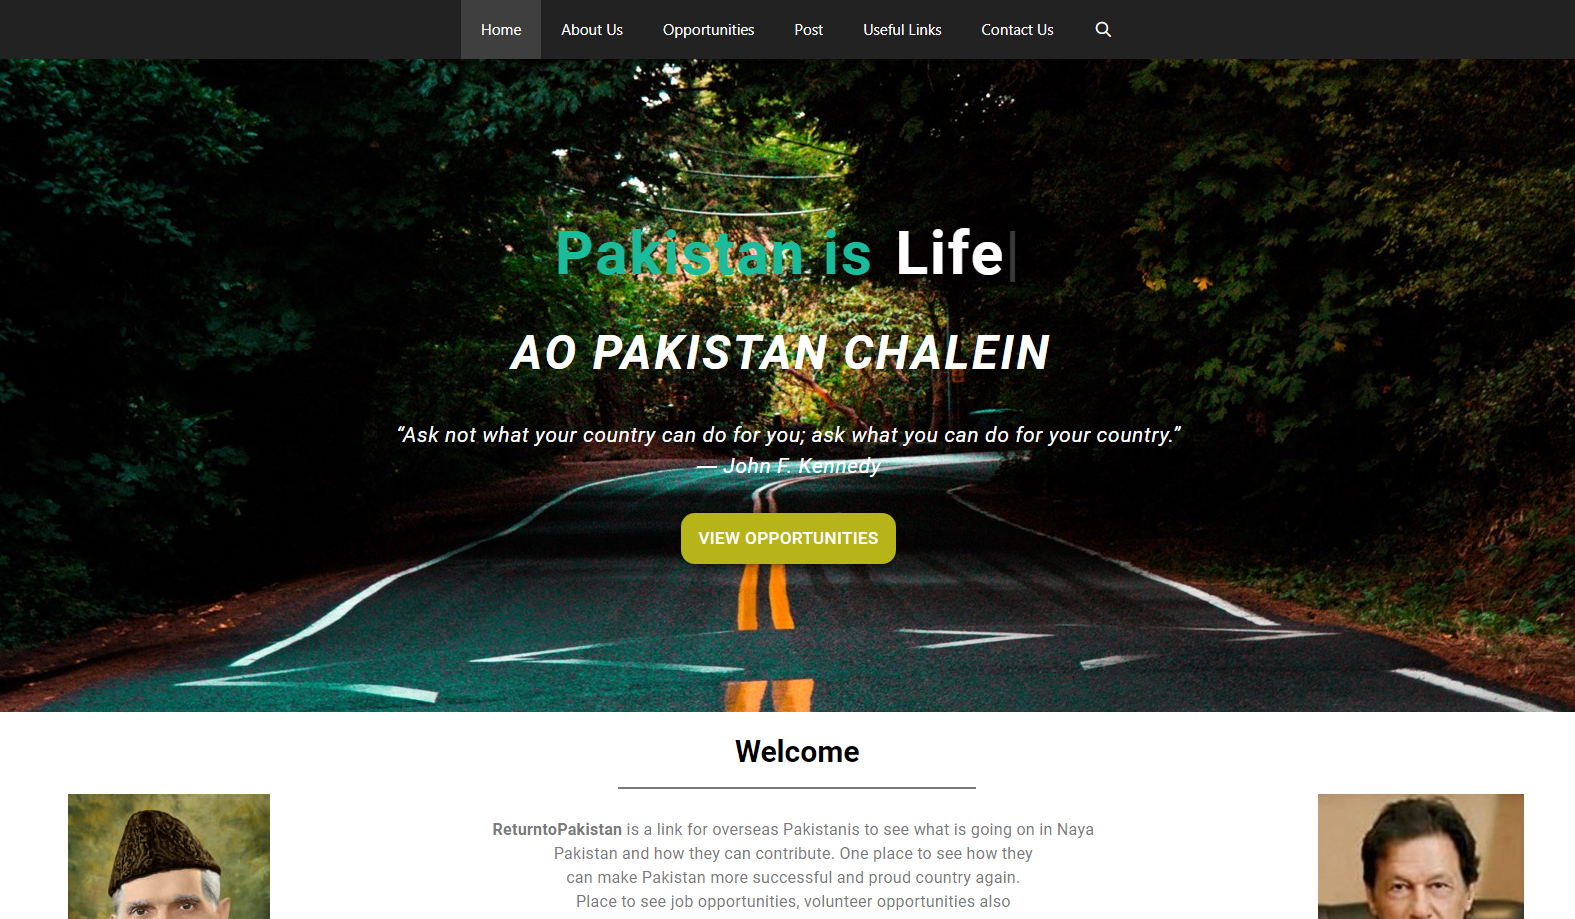 Home About Us Opportunities Post Useful Links Contact Us
Pakistan is Life
AO PAKISTAN CHALEIN
“Ask not what your country can do for you; ask what you can do for your country.”
― John F. Kennedy
VIEW OPPORTUNITIES
Welcome
ReturntoPakistan is a link for overseas Pakistanis to see what is going on in Naya
Pakistan and how they can contribute. One place to see how they
can make Pakistan more successful and proud country again.
Place to see job opportunities, volunteer opportunities also